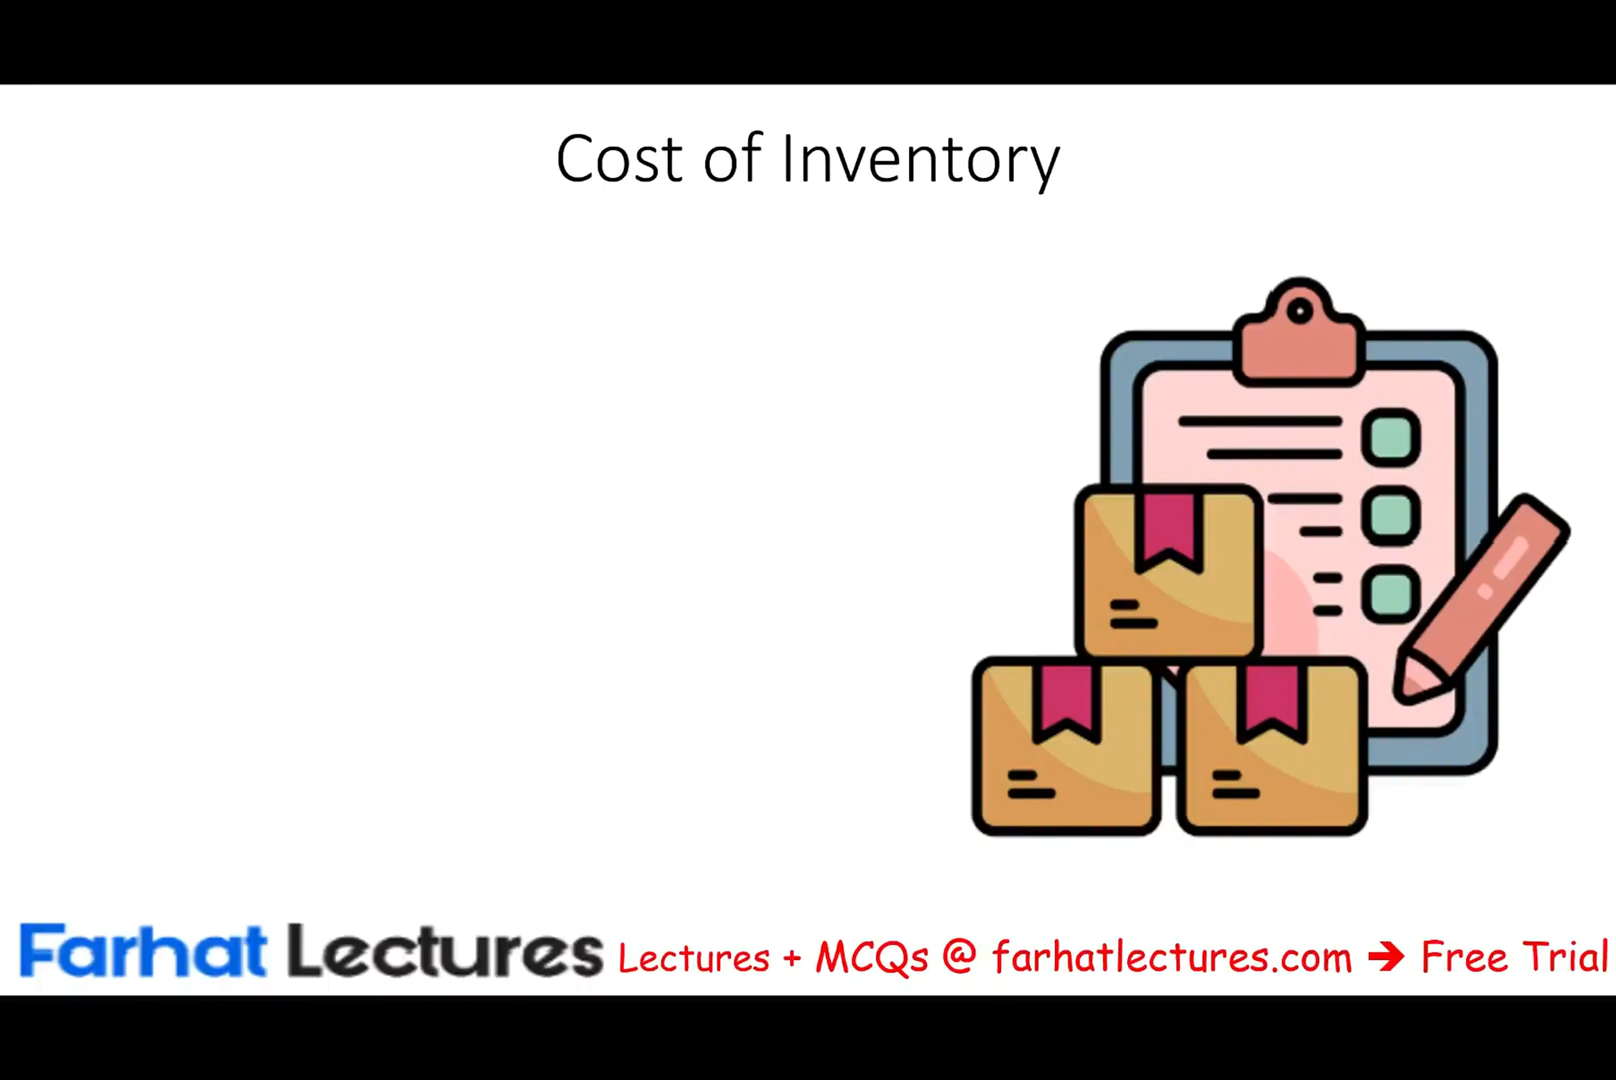 Cost of Inventory
Farhat Lectures Lectures + MCQs @ farhatlectures.com → Free Trial